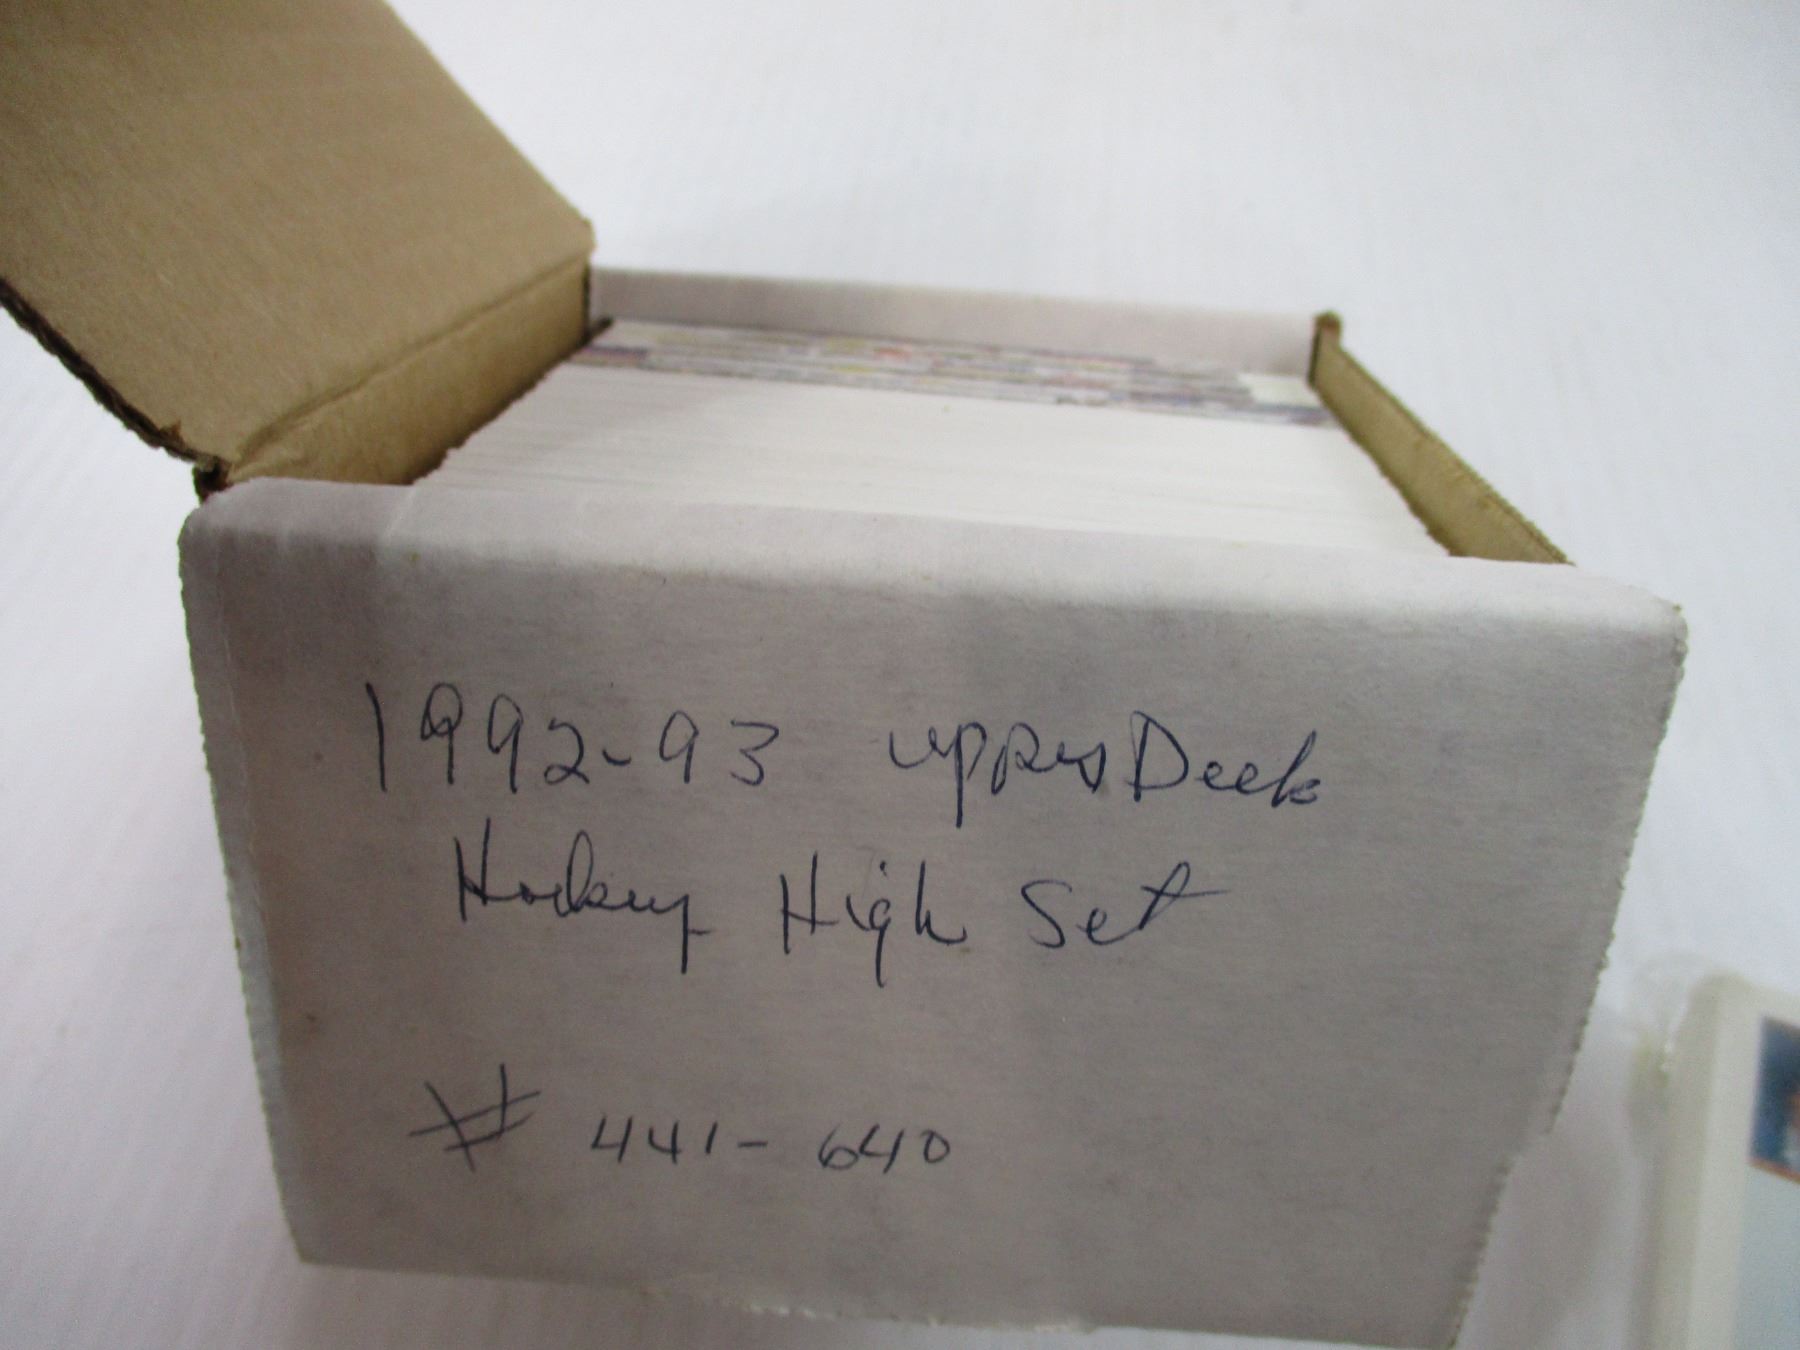 1992-93 upper Deck
Hockey High Set
# 441-640